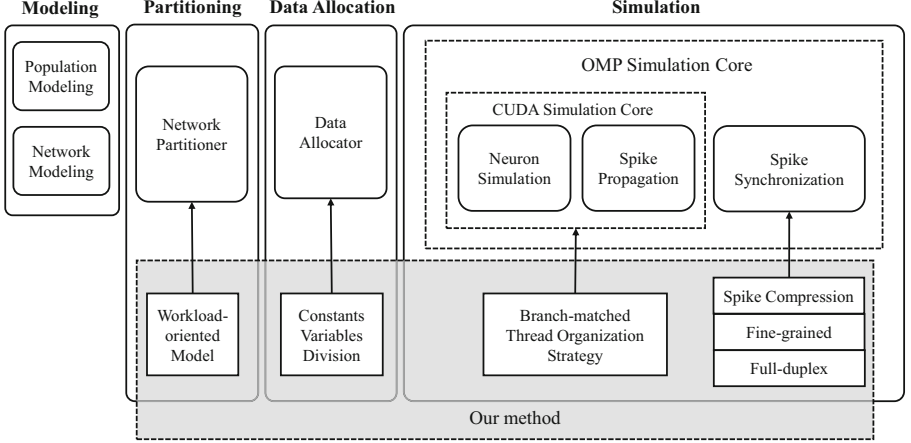 Modeling
Partitioning
Data Allocation
Simulation
Population
Modeling
Network
Modeling
Network
Partitioner
Data
Allocator
OMP Simulation Core
CUDA Simulation Core
Neuron
Simulation
Spike
Propagation
Spike
Synchronization
Workload-
oriented
Model
Constants
Variables
Division
Branch-matched
Thread Organization
Strategy
Spike Compression
Fine-grained
Full-duplex
Our method